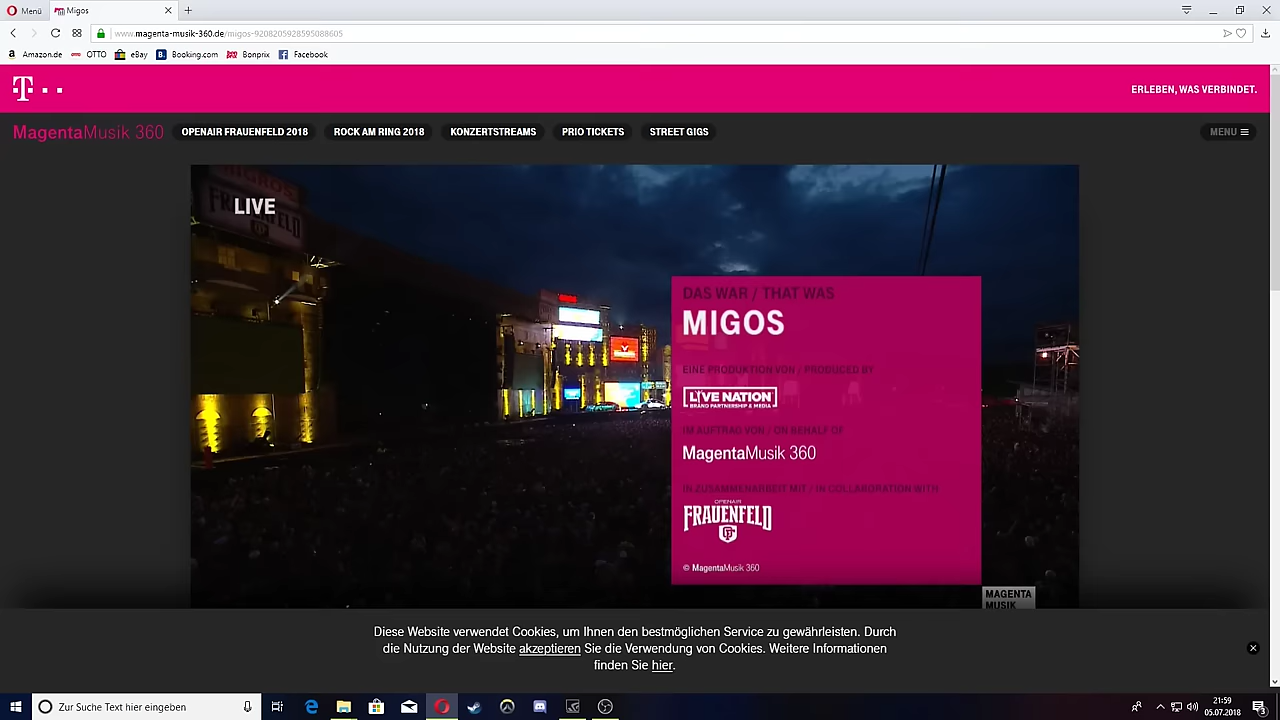 Menü
Migos
www.magenta-musik-360.de/migos-9208205928595088605
Amazon.de OTTO eBay Booking.com Bonprix Facebook
T
ERLEBEN, WAS VERBINDET.
MagentaMusik 360 OPENAIR FRAUENFELD 2018 ROCK AM RING 2018 KONZERTSTREAMS PRIO TICKETS STREET GIGS MENU
MIGROS
FRAUENFELD
LIVE
DAS WAR / THAT WAS
MIGOS
EINE PRODUKTION VON / PRODUCED BY
LIVE NATION
BRAND PARTNERSHIP & MEDIA
IM AUFTRAG VON / ON BEHALF OF
MagentaMusik 360
IN ZUSAMMENARBEIT MIT / IN COLLABORATION WITH
OPENAIR
FRAUENFELD
© MagentaMusik 360
MAGENTA
MUSIK
Diese Website verwendet Cookies, um Ihnen den bestmöglichen Service zu gewährleisten. Durch
die Nutzung der Website akzeptieren Sie die Verwendung von Cookies. Weitere Informationen
finden Sie hier.
Zur Suche Text hier eingeben
21:59
05.07.2018